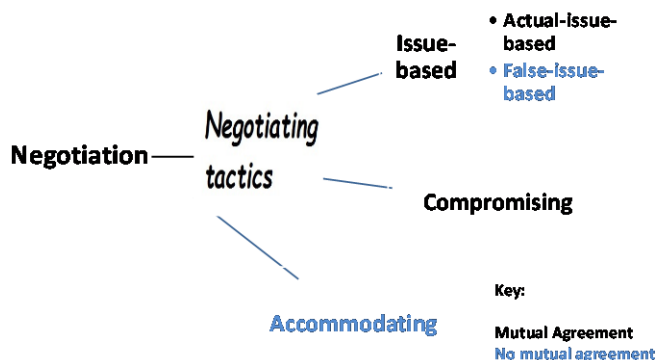 Issue-
based
• Actual-issue-
based
• False-issue-
based
Negotiating
tactics
Negotiation
Compromising
Accommodating
Key:
Mutual Agreement
No mutual agreement